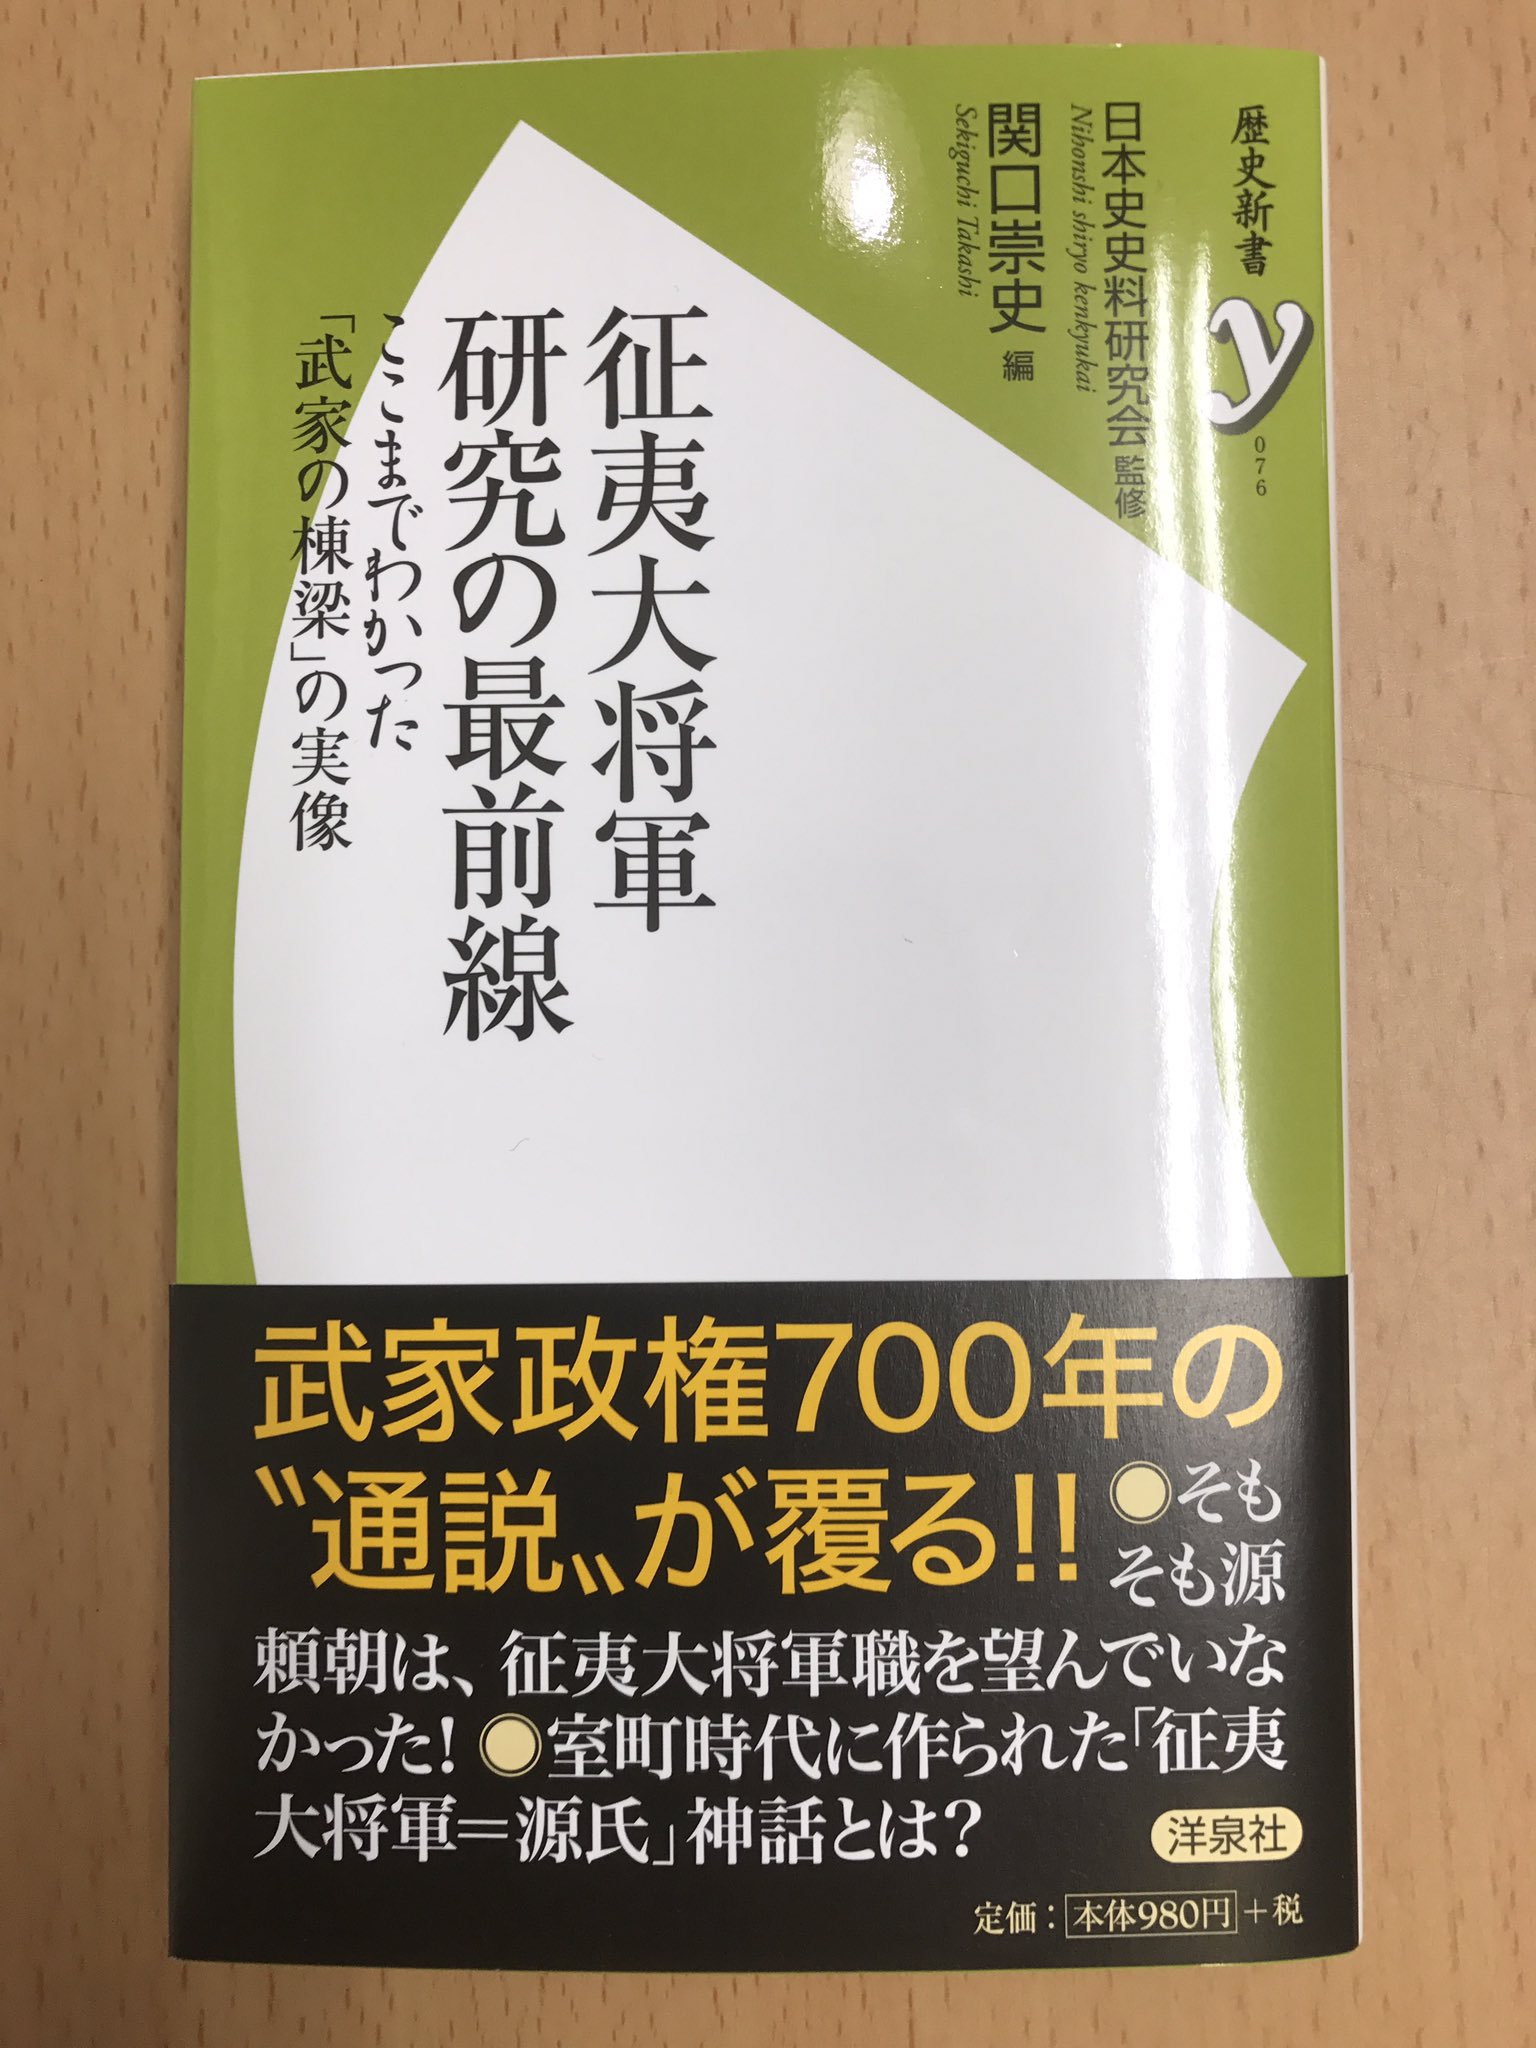 歴史新書
y
076
日本史史料研究会 監修
Nihonshi shiryo kenkyukai
関口崇史 編
Sekiguchi Takashi
征夷大将軍
研究の最前線
ここまでわかった
「武家の棟梁」の実像
武家政権700年の
〝通説〟が覆る!!
◉そも
そも源
頼朝は、征夷大将軍職を望んでいな
かった! ◉室町時代に作られた「征夷
大将軍=源氏」神話とは?
洋泉社
定価:本体980円+税